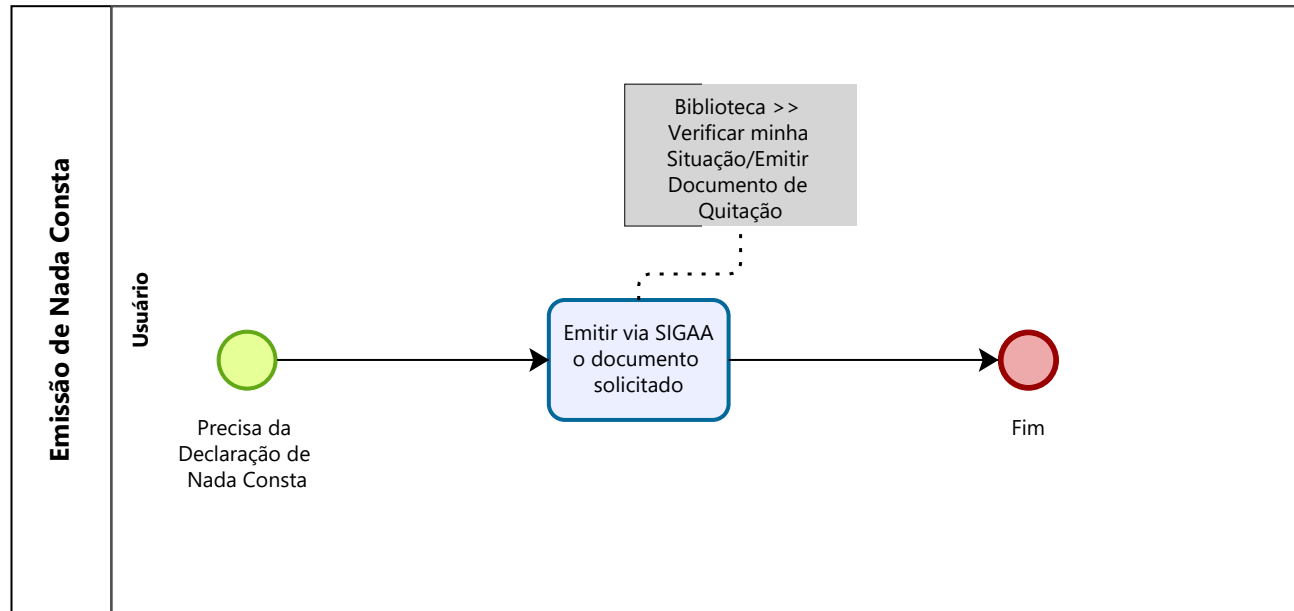 Emissão de Nada Consta
Usuário
Biblioteca >>
Verificar minha
Situação/Emitir
Documento de
Quitação
Emitir via SIGAA
o documento
solicitado
Precisa da
Declaração de
Nada Consta
Fim